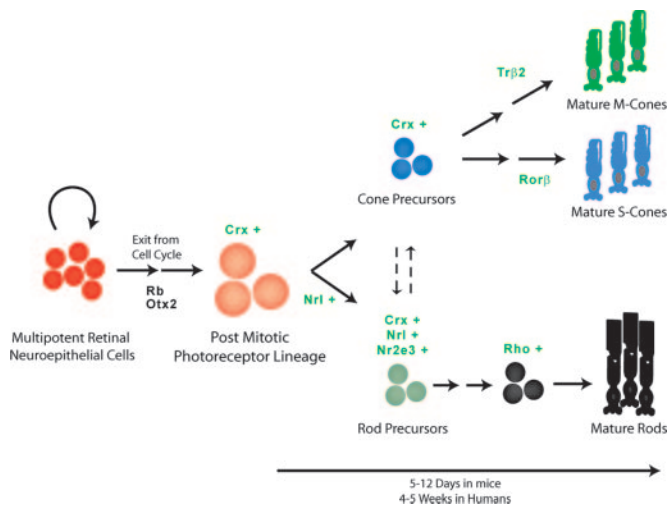 Trβ2
Mature M-Cones
Crx +
Cone Precursors
Rorβ
Mature S-Cones
Exit from
Cell Cycle
Rb
Otx2
Crx +
Nrl +
Multipotent Retinal
Neuroepithelial Cells
Post Mitotic
Photoreceptor Lineage
Crx +
Nrl +
Nr2e3 +
Rho +
Rod Precursors
Mature Rods
5-12 Days in mice
4-5 Weeks in Humans